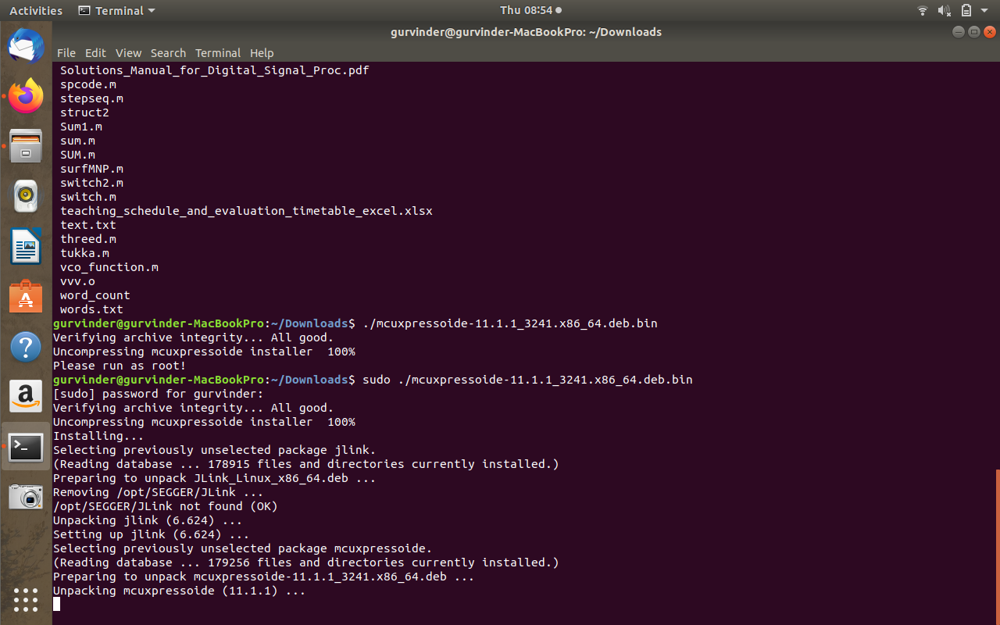 Activities Terminal Thu 08:54
gurvinder@gurvinder-MacBookPro: ~/Downloads
File Edit View Search Terminal Help
Solutions_Manual_for_Digital_Signal_Proc.pdf
spcode.m
stepseq.m
struct2
Sum1.m
sum.m
SUM.m
surfMNP.m
switch2.m
switch.m
teaching_schedule_and_evaluation_timetable_excel.xlsx
text.txt
threed.m
tukka.m
vco_function.m
vvv.o
word_count
words.txt
gurvinder@gurvinder-MacBookPro:~/Downloads$ ./mcuxpressoide-11.1.1_3241.x86_64.deb.bin
Verifying archive integrity... All good.
Uncompressing mcuxpressoide installer  100%
Please run as root!
gurvinder@gurvinder-MacBookPro:~/Downloads$ sudo ./mcuxpressoide-11.1.1_3241.x86_64.deb.bin
[sudo] password for gurvinder:
Verifying archive integrity... All good.
Uncompressing mcuxpressoide installer  100%
Installing...
Selecting previously unselected package jlink.
(Reading database ... 178915 files and directories currently installed.)
Preparing to unpack JLink_Linux_x86_64.deb ...
Removing /opt/SEGGER/JLink ...
/opt/SEGGER/JLink not found (OK)
Unpacking jlink (6.624) ...
Setting up jlink (6.624) ...
Selecting previously unselected package mcuxpressoide.
(Reading database ... 179256 files and directories currently installed.)
Preparing to unpack mcuxpressoide-11.1.1_3241.x86_64.deb ...
Unpacking mcuxpressoide (11.1.1) ...